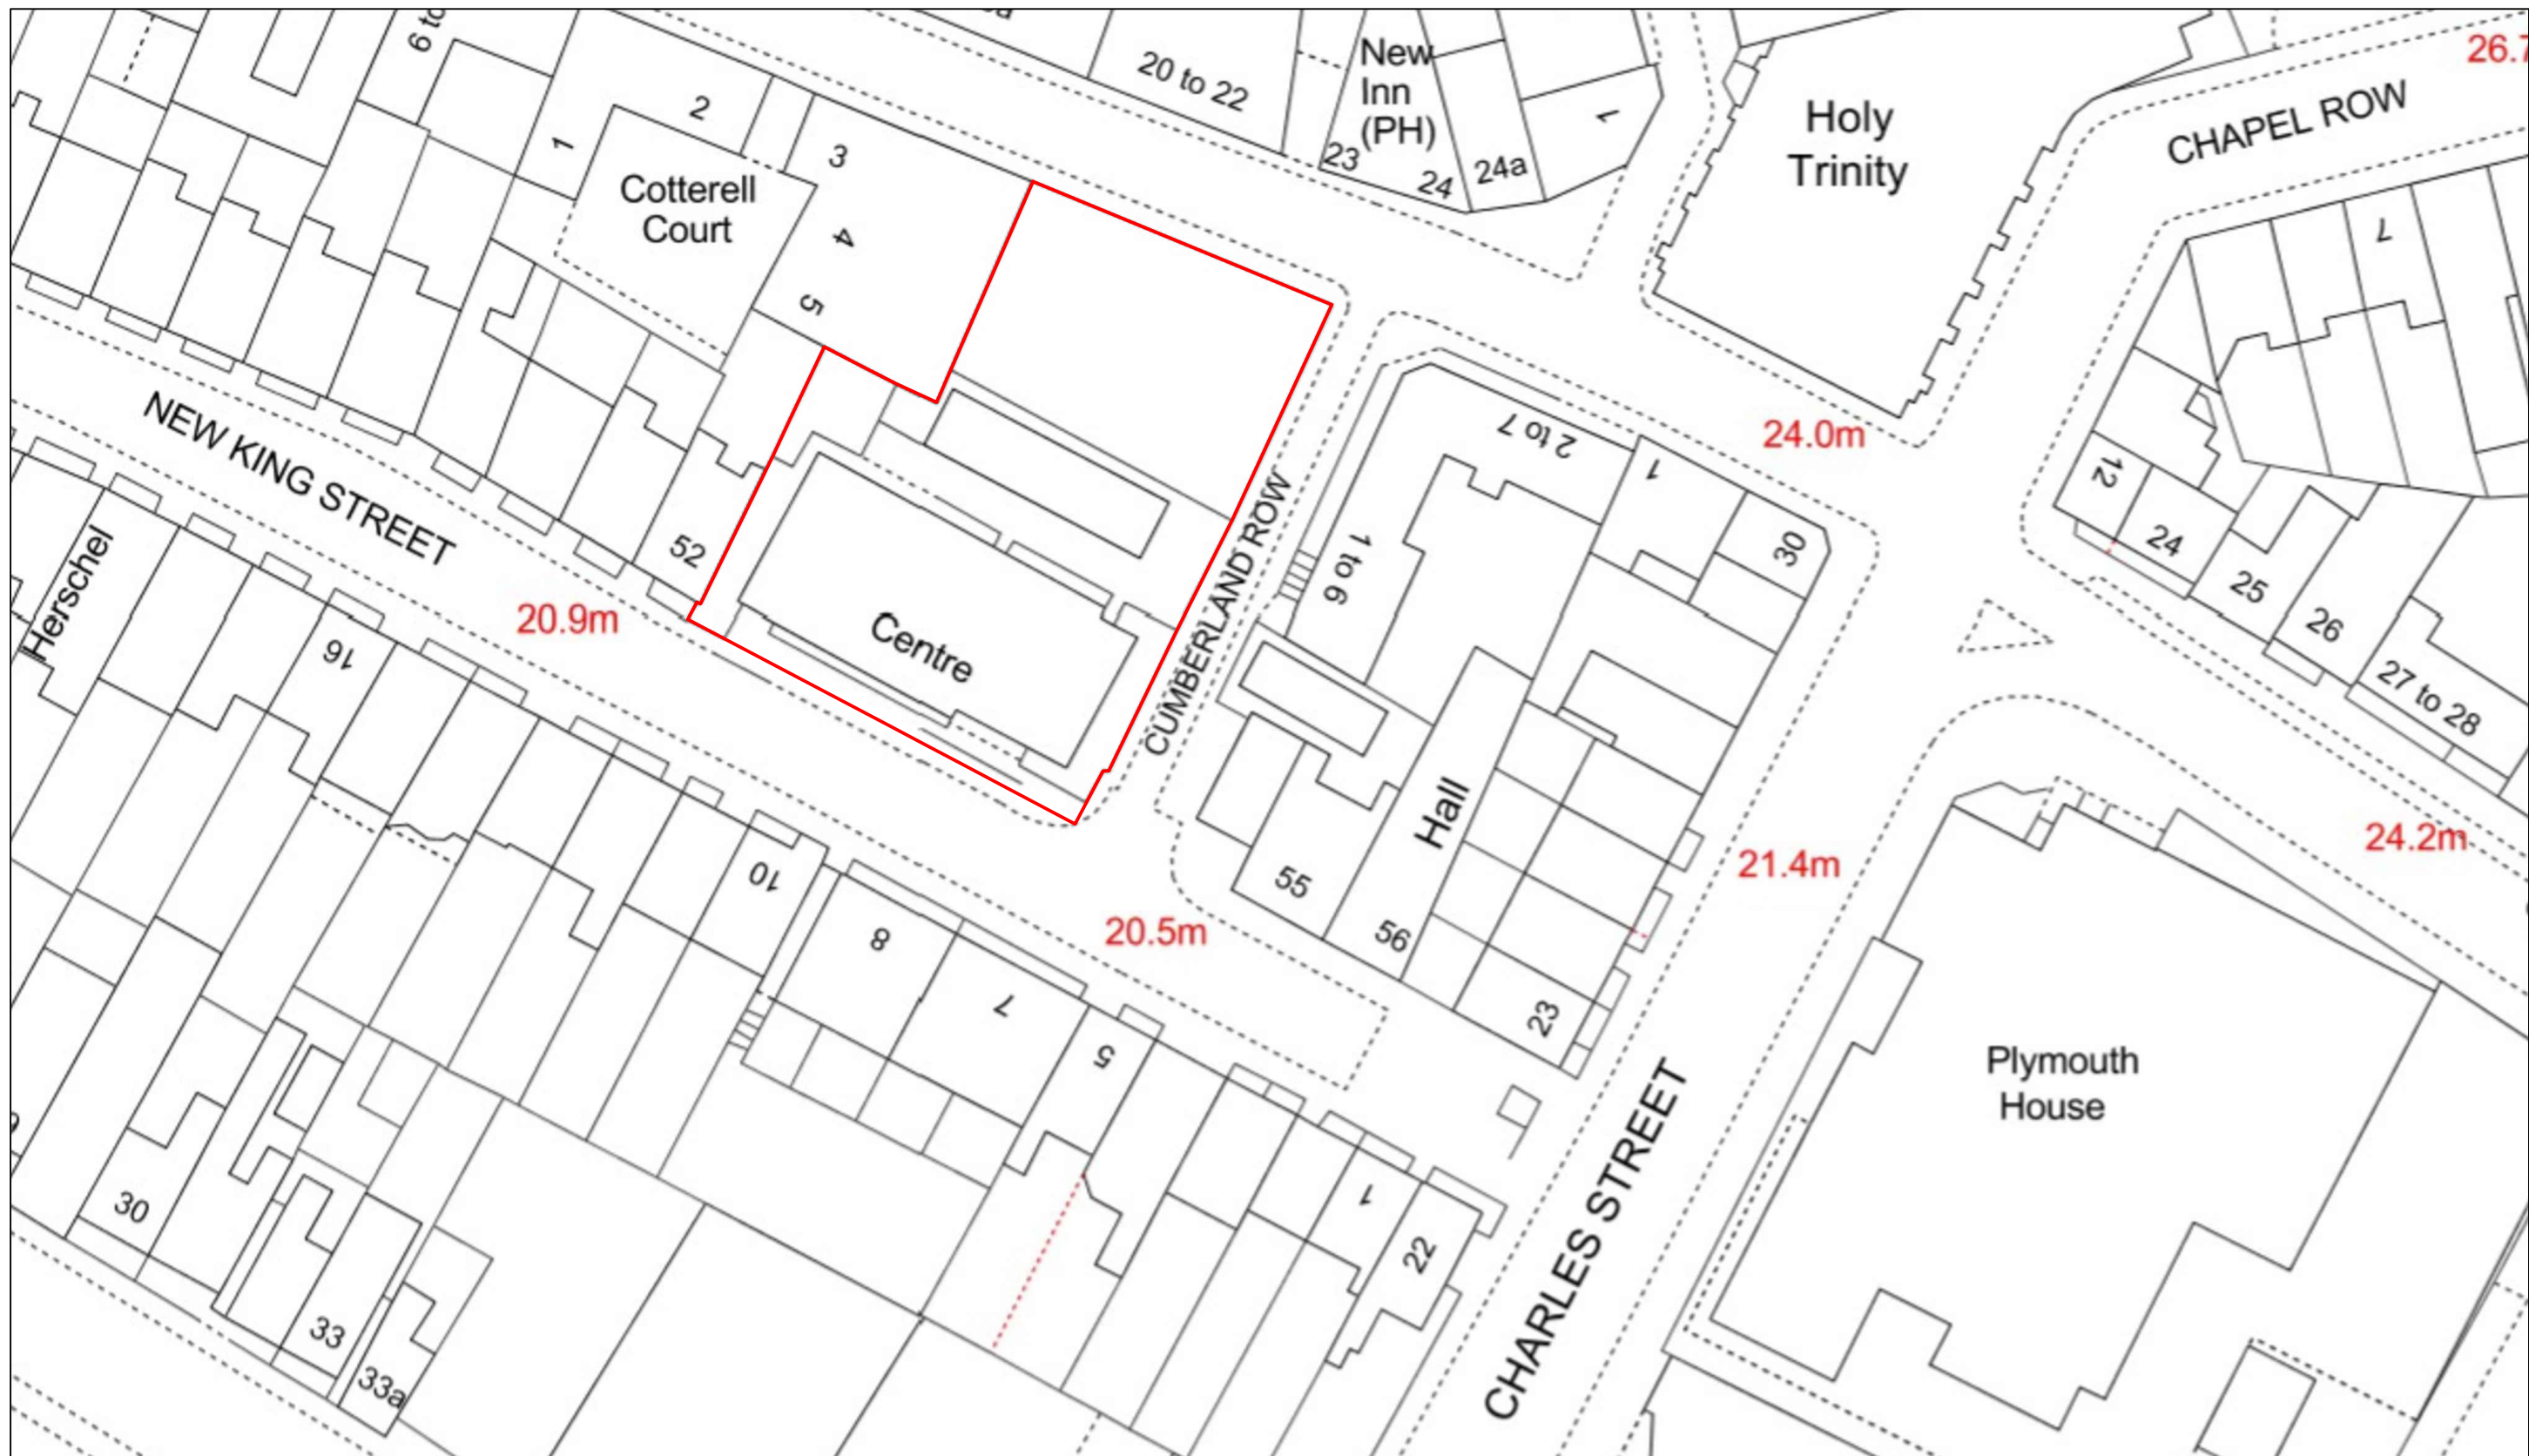 6 to
2
1
3
4
5
Cotterell
Court
20 to 22
New
Inn
(PH)
23
24
24a
1
Holy
Trinity
CHAPEL ROW
26.7
7
NEW KING STREET
Herschel
52
20.9m
Centre
CUMBERLAND ROW
2 to 7
1
1 to 6
30
24.0m
12
24
25
26
27 to 28
16
10
8
7
5
20.5m
55
56
Hall
23
21.4m
24.2m
CHARLES STREET
Plymouth
House
30
33
33a
1
22